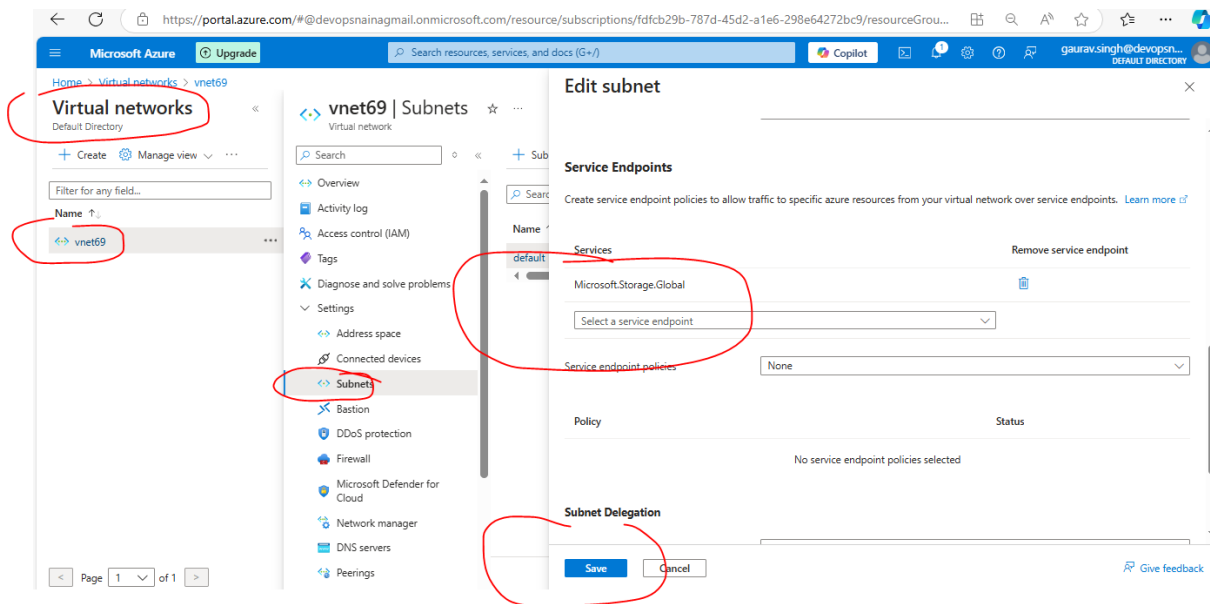 https://portal.azure.com/#@devopsnainagmail.onmicrosoft.com/resource/subscriptions/fdfcb29b-787d-45d2-a1e6-298e64272bc9/resourceGrou...
Microsoft Azure
Upgrade
Search resources, services, and docs (G+/)
Copilot
1
gaurav.singh@devopsn...
DEFAULT DIRECTORY
Home > Virtual networks > vnet69
Virtual networks
Default Directory
+ Create Manage view ...
Filter for any field...
Name ↑↓
vnet69 ...
Page 1 of 1
vnet69 | Subnets ☆ ...
Virtual network
Search
Overview
Activity log
Access control (IAM)
Tags
Diagnose and solve problems
Settings
Address space
Connected devices
Subnets
Bastion
DDoS protection
Firewall
Microsoft Defender for
Cloud
Network manager
DNS servers
Peerings
+ Sub
Searc
Name ↑
default
Edit subnet
Service Endpoints
Create service endpoint policies to allow traffic to specific azure resources from your virtual network over service endpoints. Learn more
Services Remove service endpoint
Microsoft.Storage.Global
Select a service endpoint
Service endpoint policies None
Policy Status
No service endpoint policies selected
Subnet Delegation
Save Cancel Give feedback